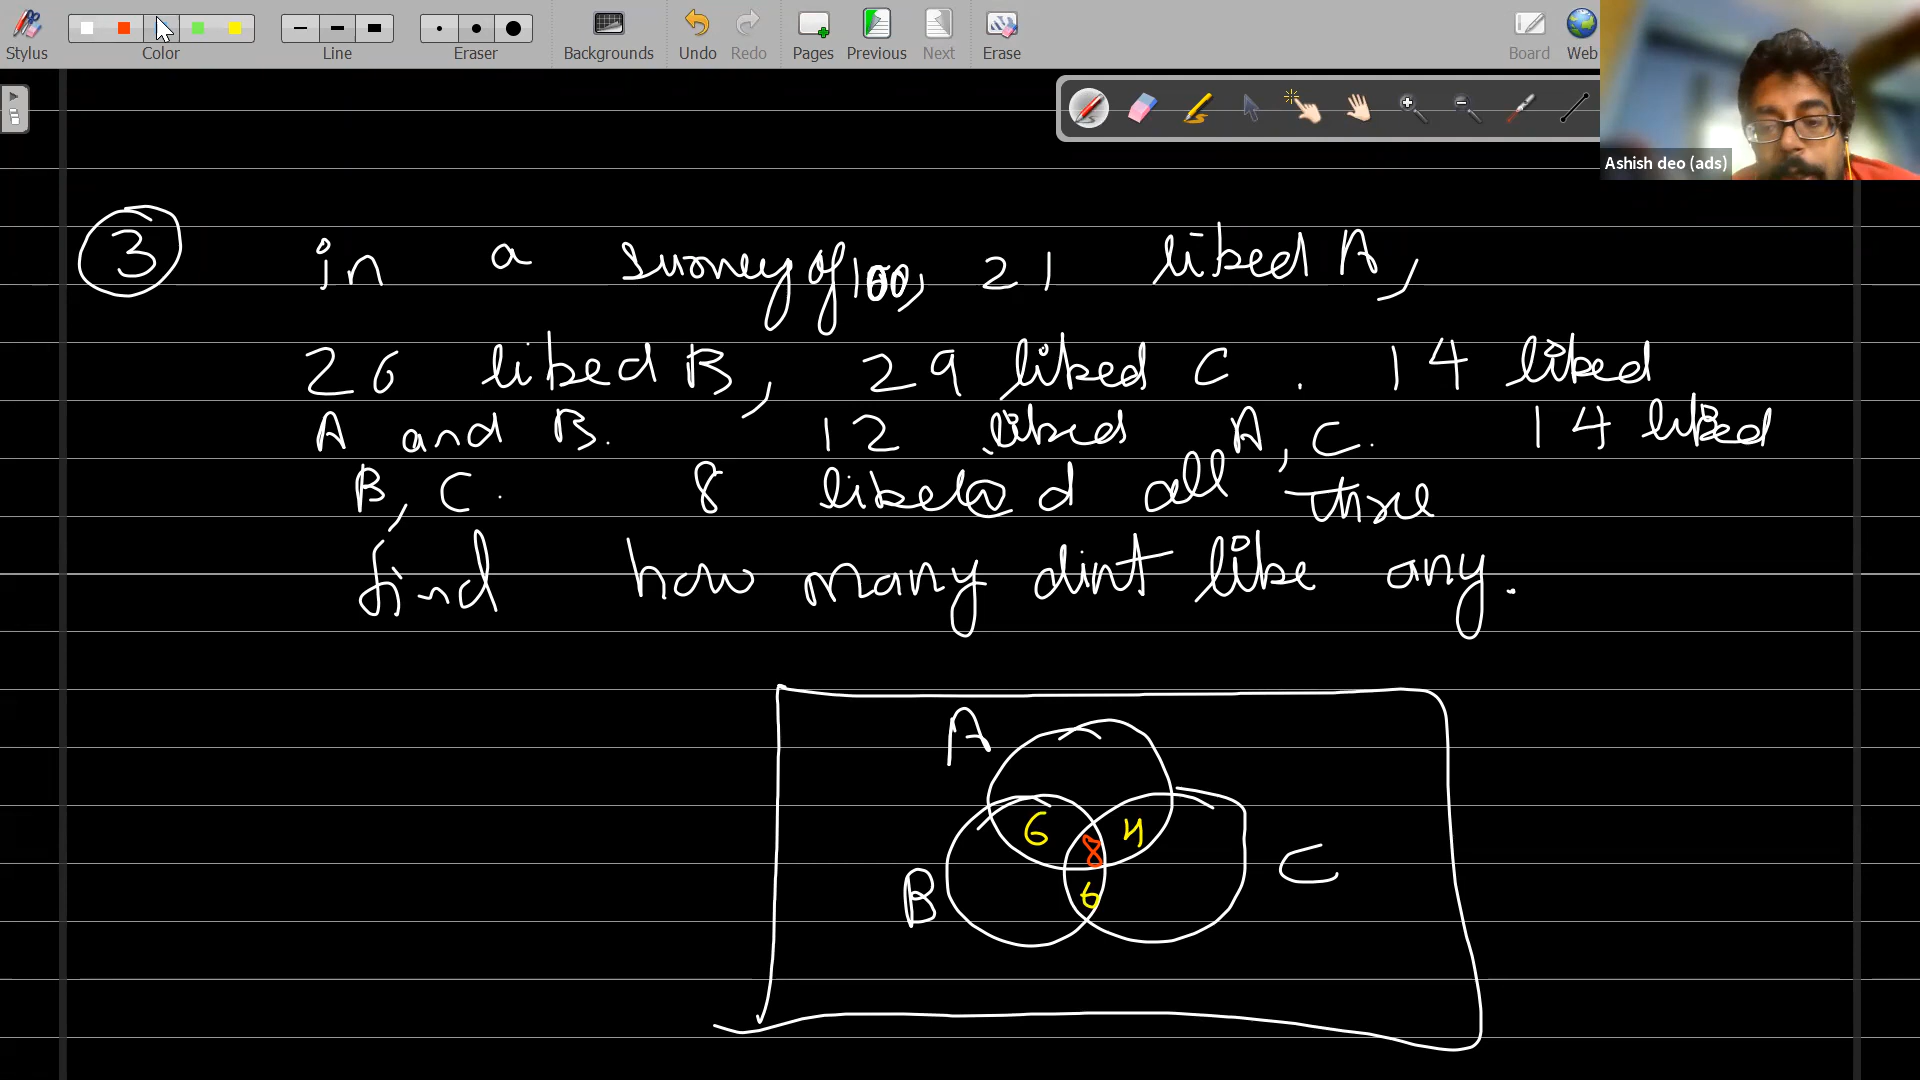 Stylus Color Line Eraser Backgrounds Undo Redo Pages Previous Next Erase Board Web
Ashish deo (ads)
3 in a survey of 100, 21 liked A,
26 liked B, 29 liked C. 14 liked
A and B. 12 liked A, C. 14 liked
B, C. 8 liked all three
find how many dint like any.
A
6 8 4
B 6 C